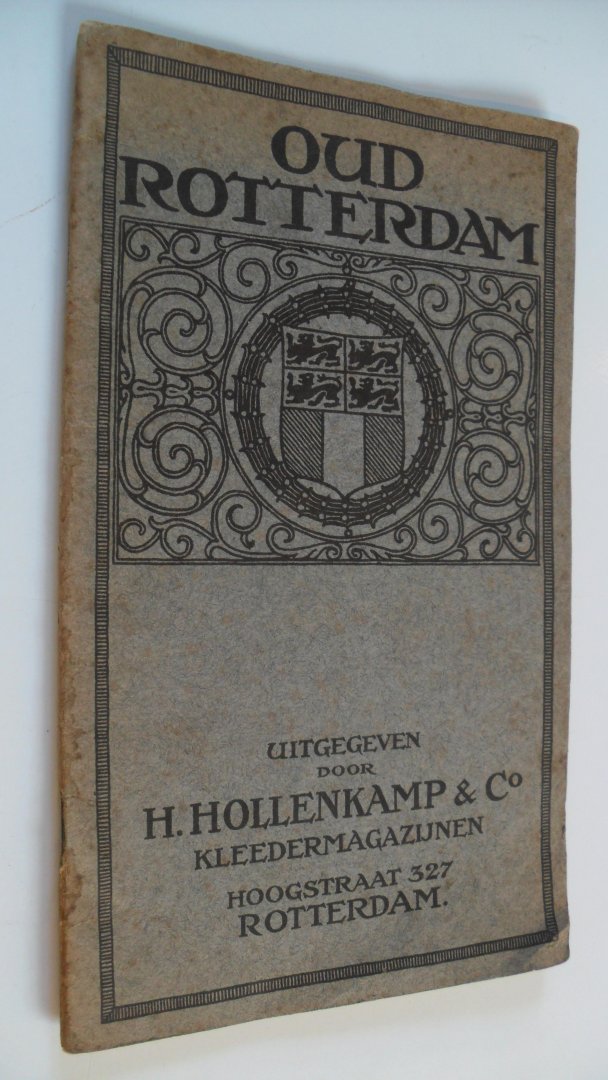 OUD
ROTTERDAM
UITGEGEVEN
DOOR
H. HOLLENKAMP & Co
KLEEDERMAGAZIJNEN
HOOGSTRAAT 327
ROTTERDAM.